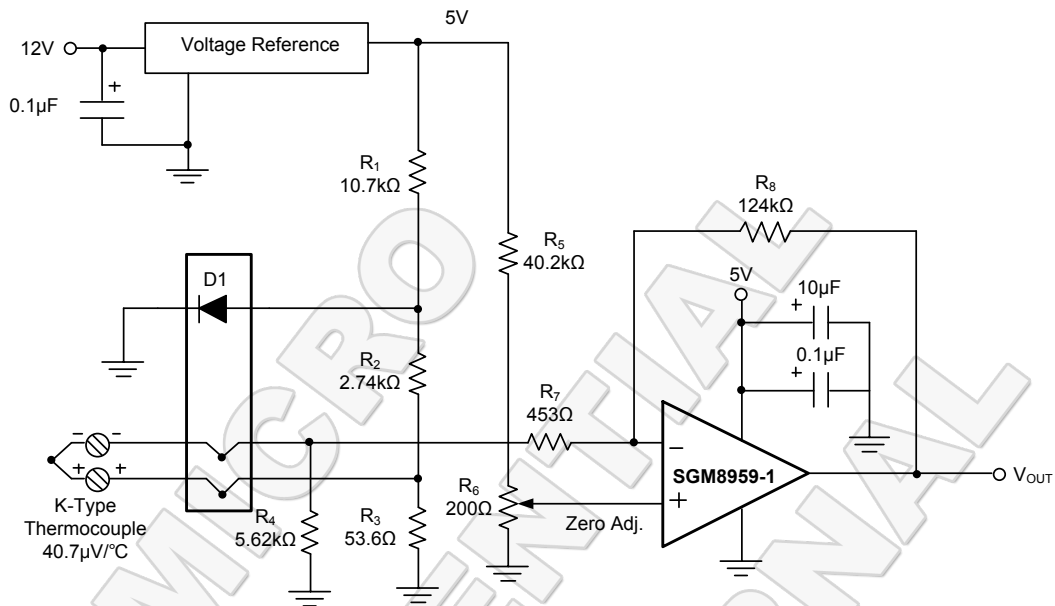 5V
12V
Voltage Reference
+
0.1µF
R1
10.7kΩ
R8
124kΩ
R5
40.2kΩ
D1
5V
10µF
+
0.1µF
+
R2
2.74kΩ
R7
453Ω
− −
+ +
−
SGM8959-1
+
VOUT
K-Type
Thermocouple
40.7µV/°C
R4
5.62kΩ
R3
53.6Ω
R6
200Ω
Zero Adj.
MICRO
ENTIAL